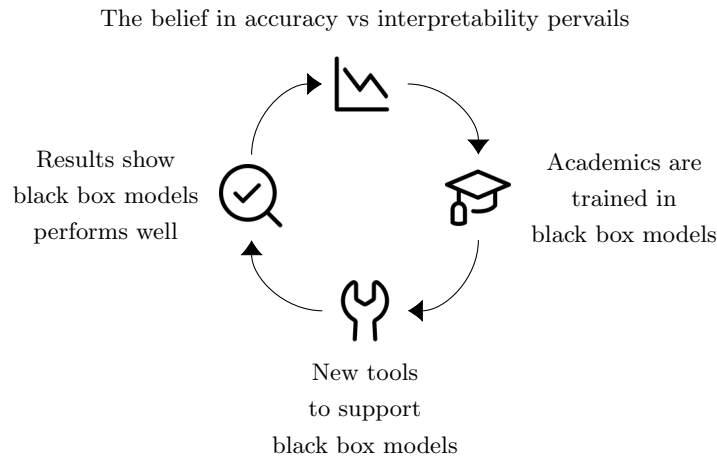 The belief in accuracy vs interpretability pervails
Results show
black box models
performs well
Academics are
trained in
black box models
New tools
to support
black box models